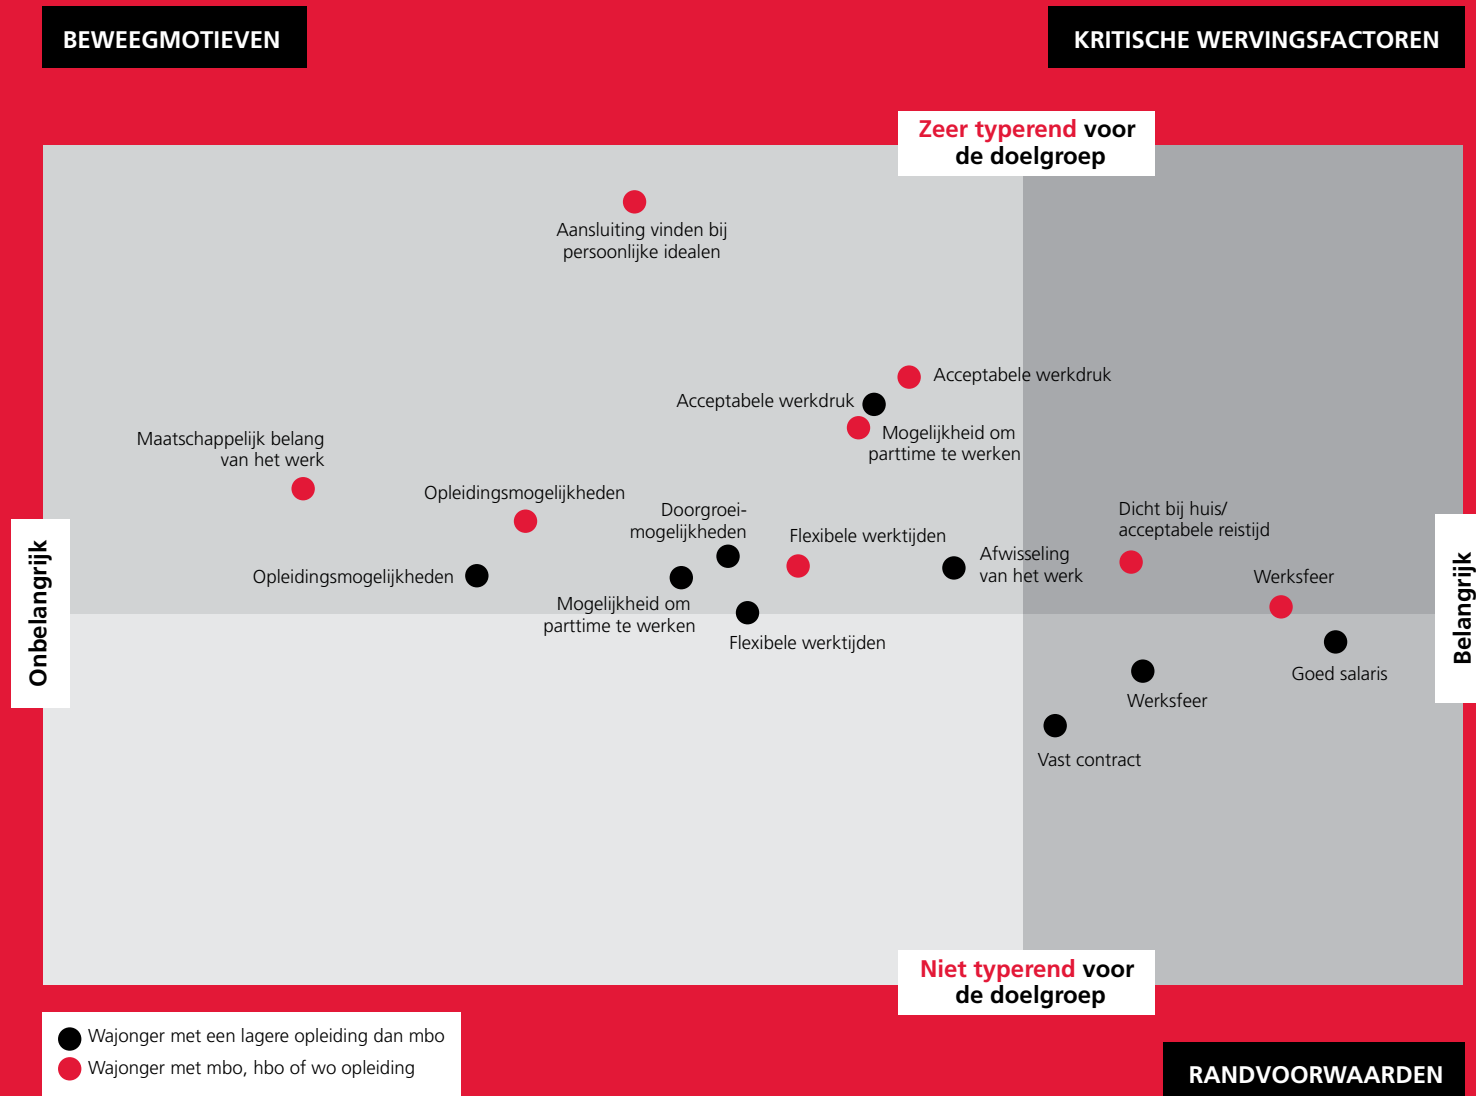 BEWEEGMOTIEVEN
KRITISCHE WERVINGSFACTOREN
Zeer typerend voor
de doelgroep
Aansluiting vinden bij
persoonlijke idealen
Acceptabele werkdruk
Acceptabele werkdruk
Mogelijkheid om
parttime te werken
Maatschappelijk belang
van het werk
Opleidingsmogelijkheden
Doorgroei-
mogelijkheden
Flexibele werktijden
Dicht bij huis/
acceptabele reistijd
Afwisseling
van het werk
Opleidingsmogelijkheden
Werksfeer
Mogelijkheid om
parttime te werken
Flexibele werktijden
Onbelangrijk
Belangrijk
Goed salaris
Werksfeer
Vast contract
Niet typerend voor
de doelgroep
Wajonger met een lagere opleiding dan mbo
Wajonger met mbo, hbo of wo opleiding
RANDVOORWAARDEN